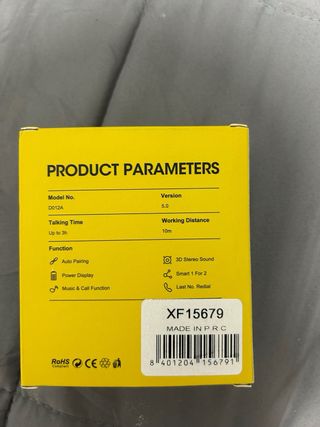 PRODUCT PARAMETERS
Model No. Version
D012A 5.0
Talking Time Working Distance
Up to 3h 10m
Function
Auto Pairing 3D Stereo Sound
Power Display Smart 1 For 2
Music & Call Function Last No. Redial
XF15679
MADE IN P R C
8 401204 156791
RoHS
Compliant
CE